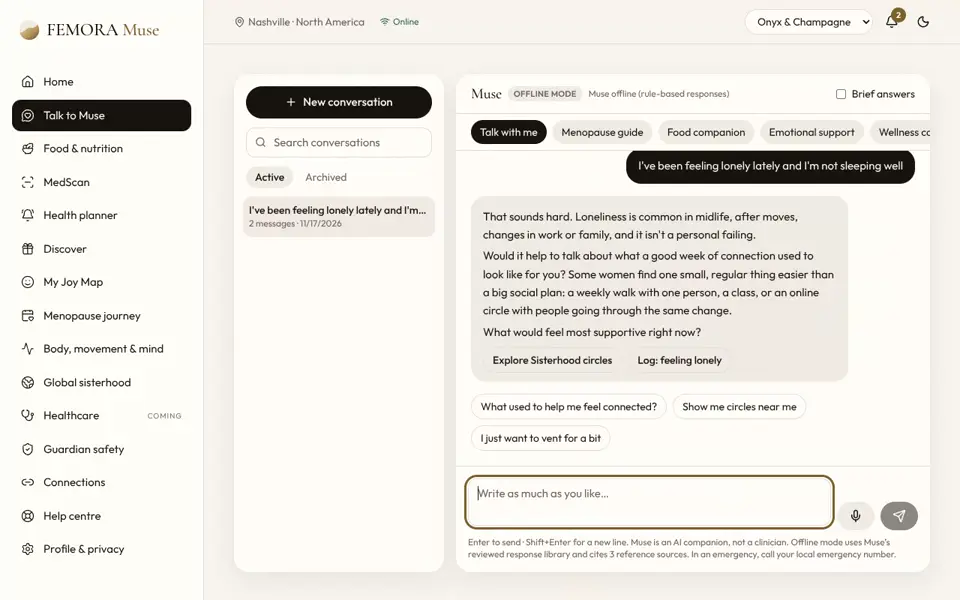 FEMORA Muse
Home
Talk to Muse
Food & nutrition
MedScan
Health planner
Discover
My Joy Map
Menopause journey
Body, movement & mind
Global sisterhood
Healthcare COMING
Guardian safety
Connections
Help centre
Profile & privacy
Nashville · North America Online
Onyx & Champagne
2
New conversation
Search conversations
Active Archived
I've been feeling lonely lately and I'm...
2 messages · 11/17/2026
Muse OFFLINE MODE Muse offline (rule-based responses) Brief answers
Talk with me Menopause guide Food companion Emotional support Wellness co
I've been feeling lonely lately and I'm not sleeping well
That sounds hard. Loneliness is common in midlife, after moves,
changes in work or family, and it isn't a personal failing.
Would it help to talk about what a good week of connection used to
look like for you? Some women find one small, regular thing easier than
a big social plan: a weekly walk with one person, a class, or an online
circle with people going through the same change.
What would feel most supportive right now?
Explore Sisterhood circles Log: feeling lonely
What used to help me feel connected? Show me circles near me
I just want to vent for a bit
Write as much as you like...
Enter to send · Shift+Enter for a new line. Muse is an AI companion, not a clinician. Offline mode uses Muse's
reviewed response library and cites 3 reference sources. In an emergency, call your local emergency number.